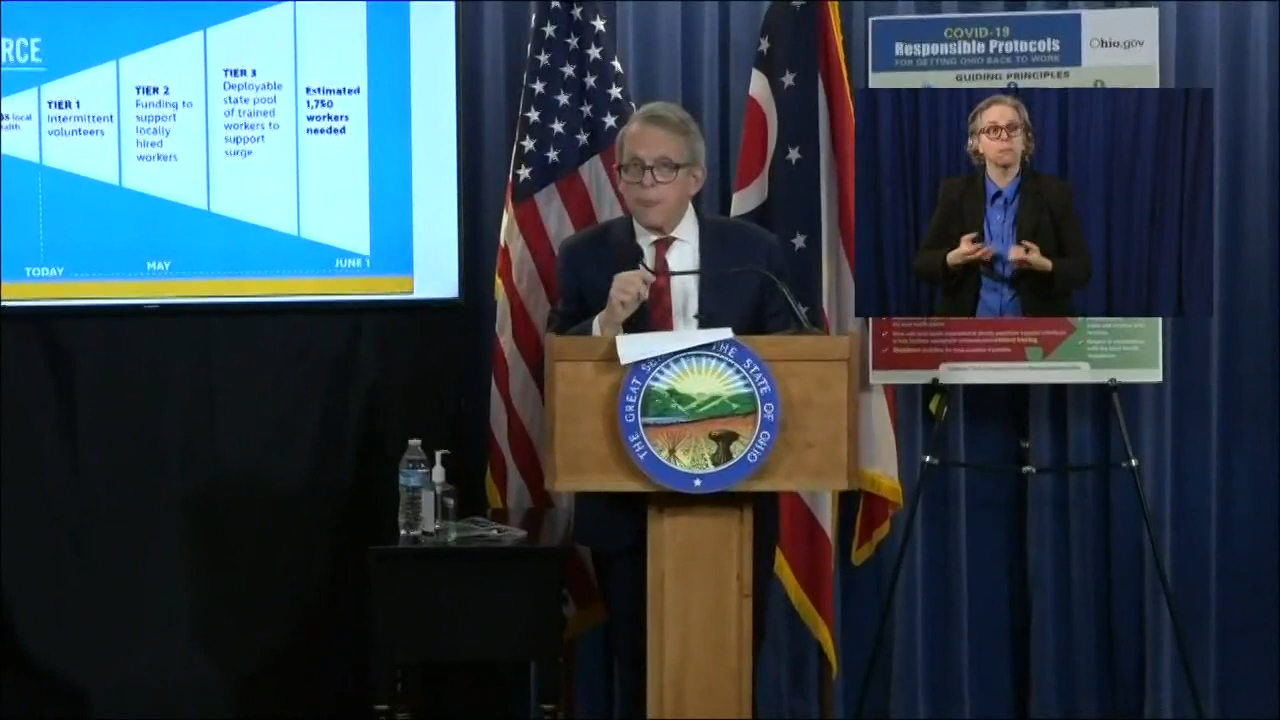 RCE
TIER 1
Intermittent
volunteers
TIER 2
Funding to
support
locally
hired
workers
TIER 3
Deployable
state pool
of trained
workers to
support
surge
Estimated
1,750
workers
needed
TODAY
MAY
JUNE 1
COVID-19
Responsible Protocols
FOR GETTING OHIO BACK TO WORK
Ohio.gov
GUIDING PRINCIPLES
THE GREAT SE THE STATE OF OHIO